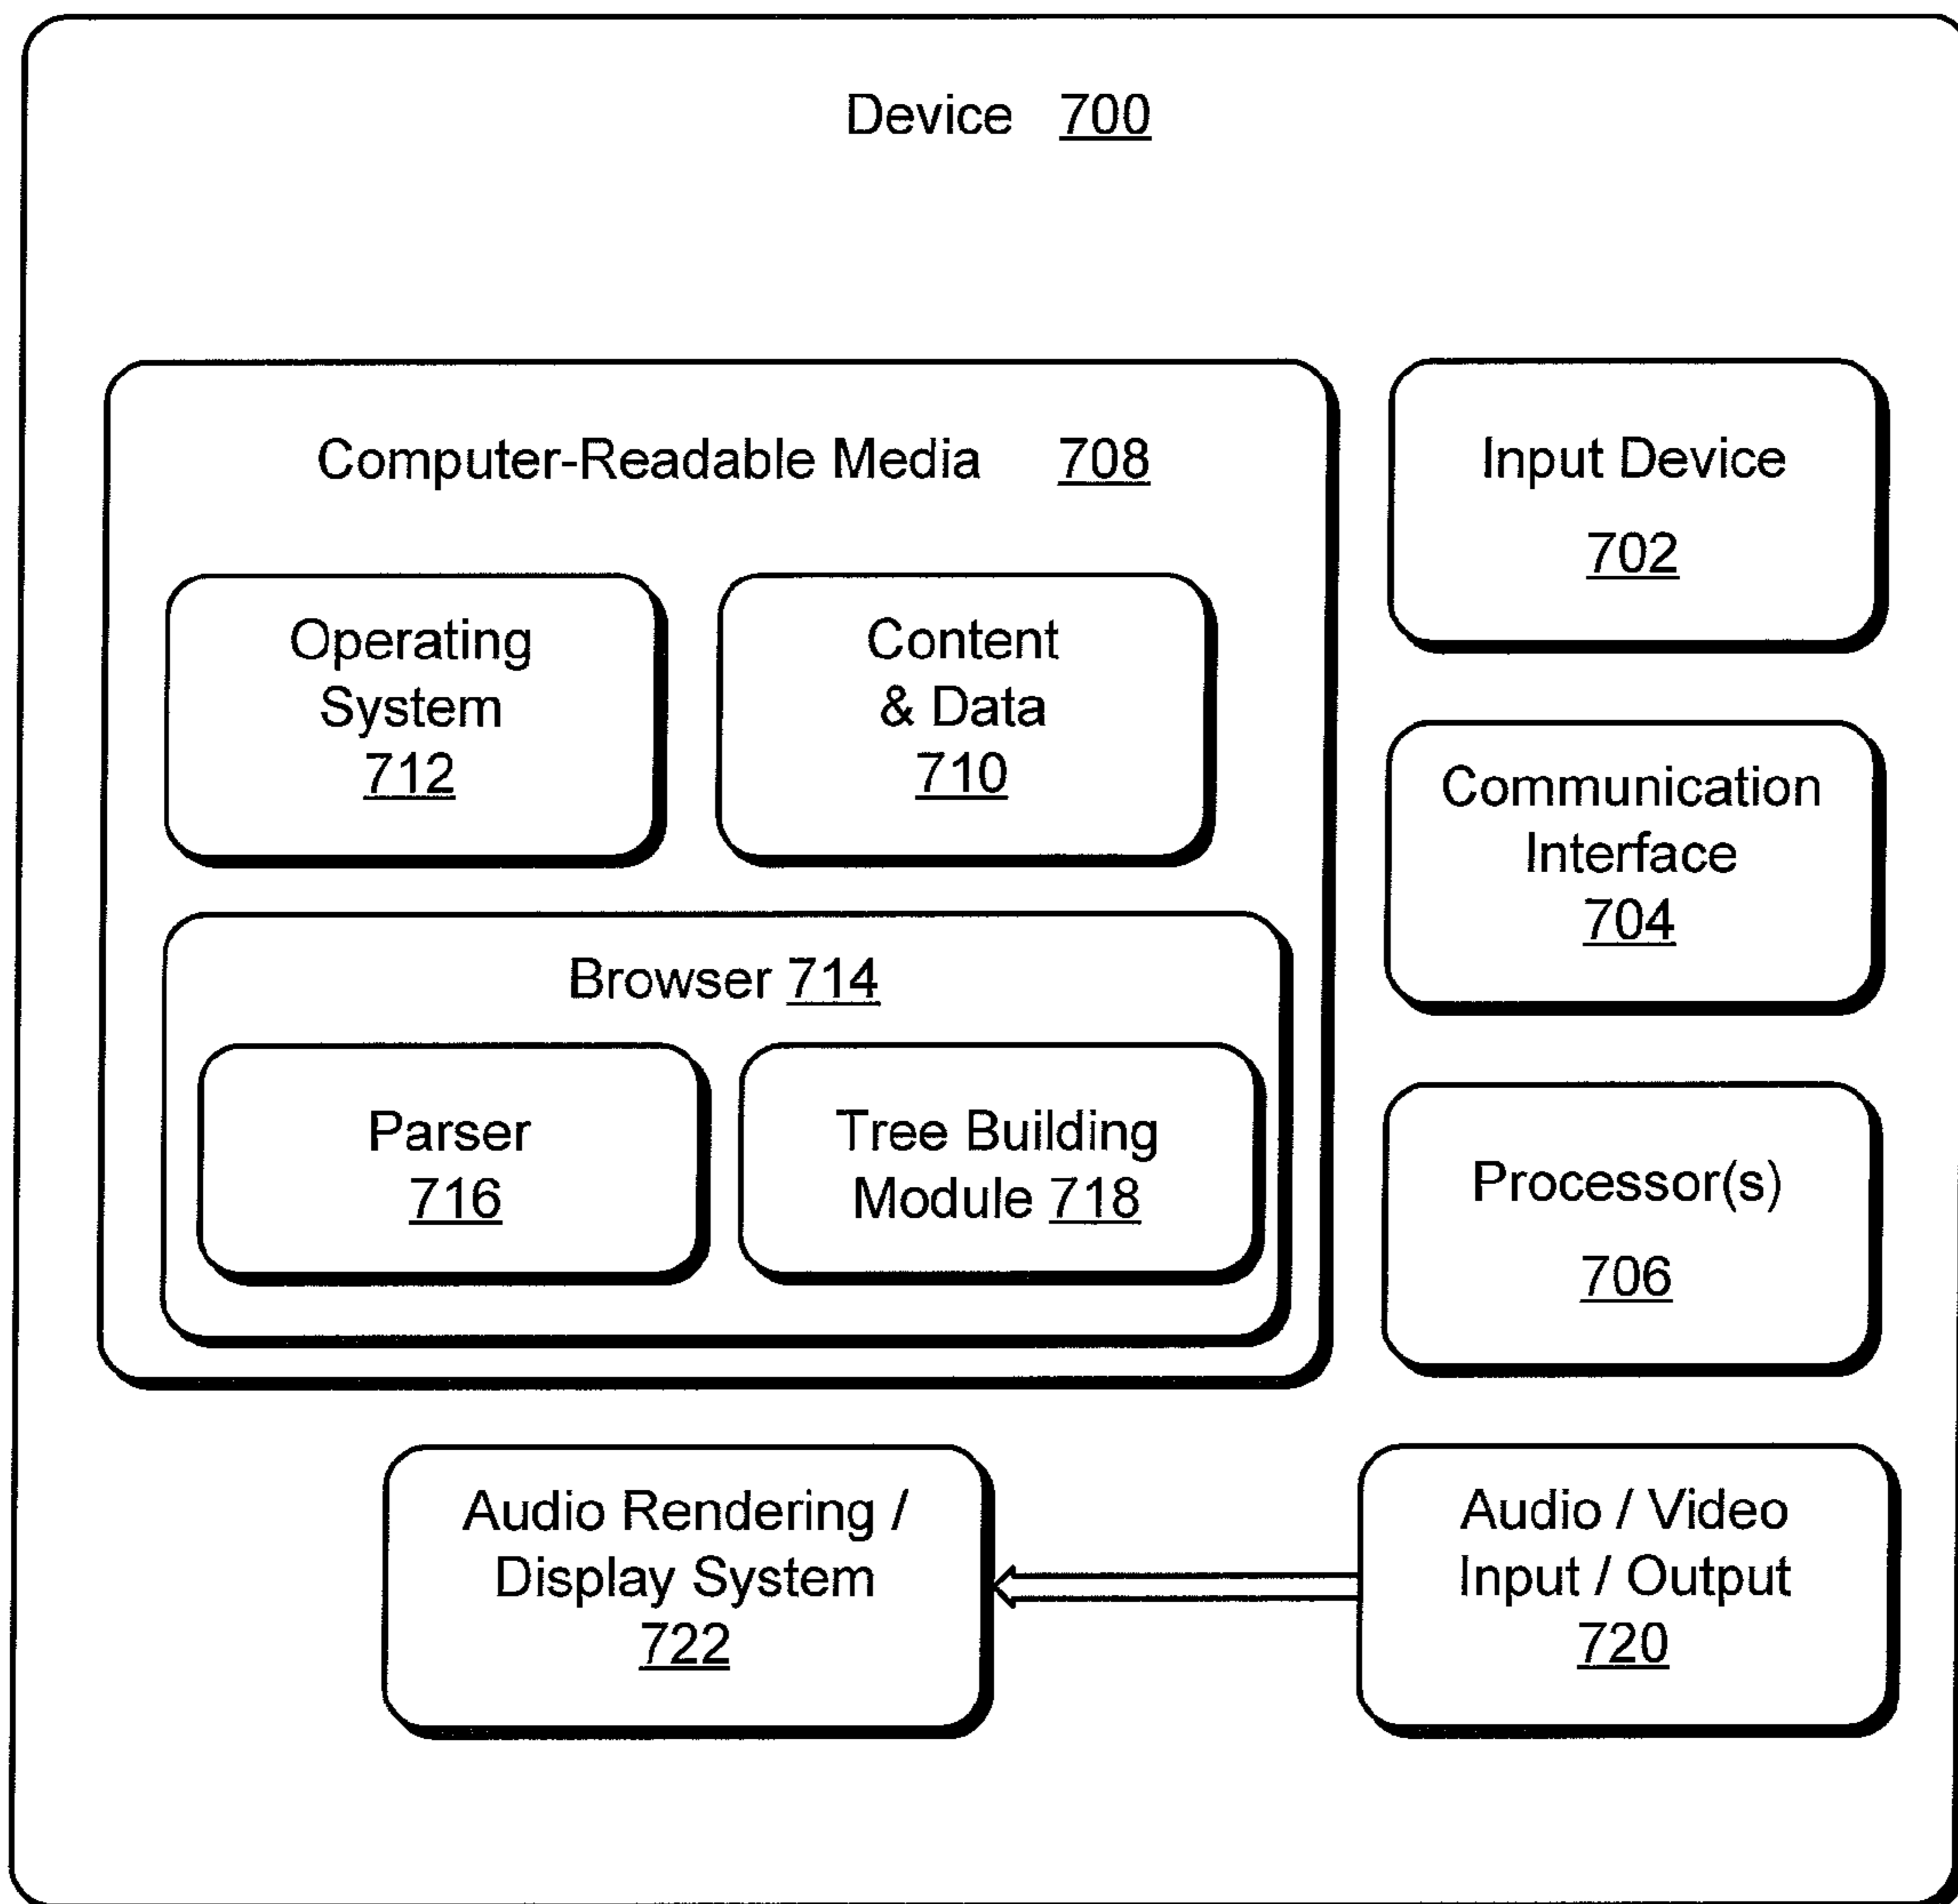 Device 700
Computer-Readable Media 708
Operating
System
712
Content
& Data
710
Browser 714
Parser
716
Tree Building
Module 718
Input Device
702
Communication
Interface
704
Processor(s)
706
Audio Rendering /
Display System
722
Audio / Video
Input / Output
720